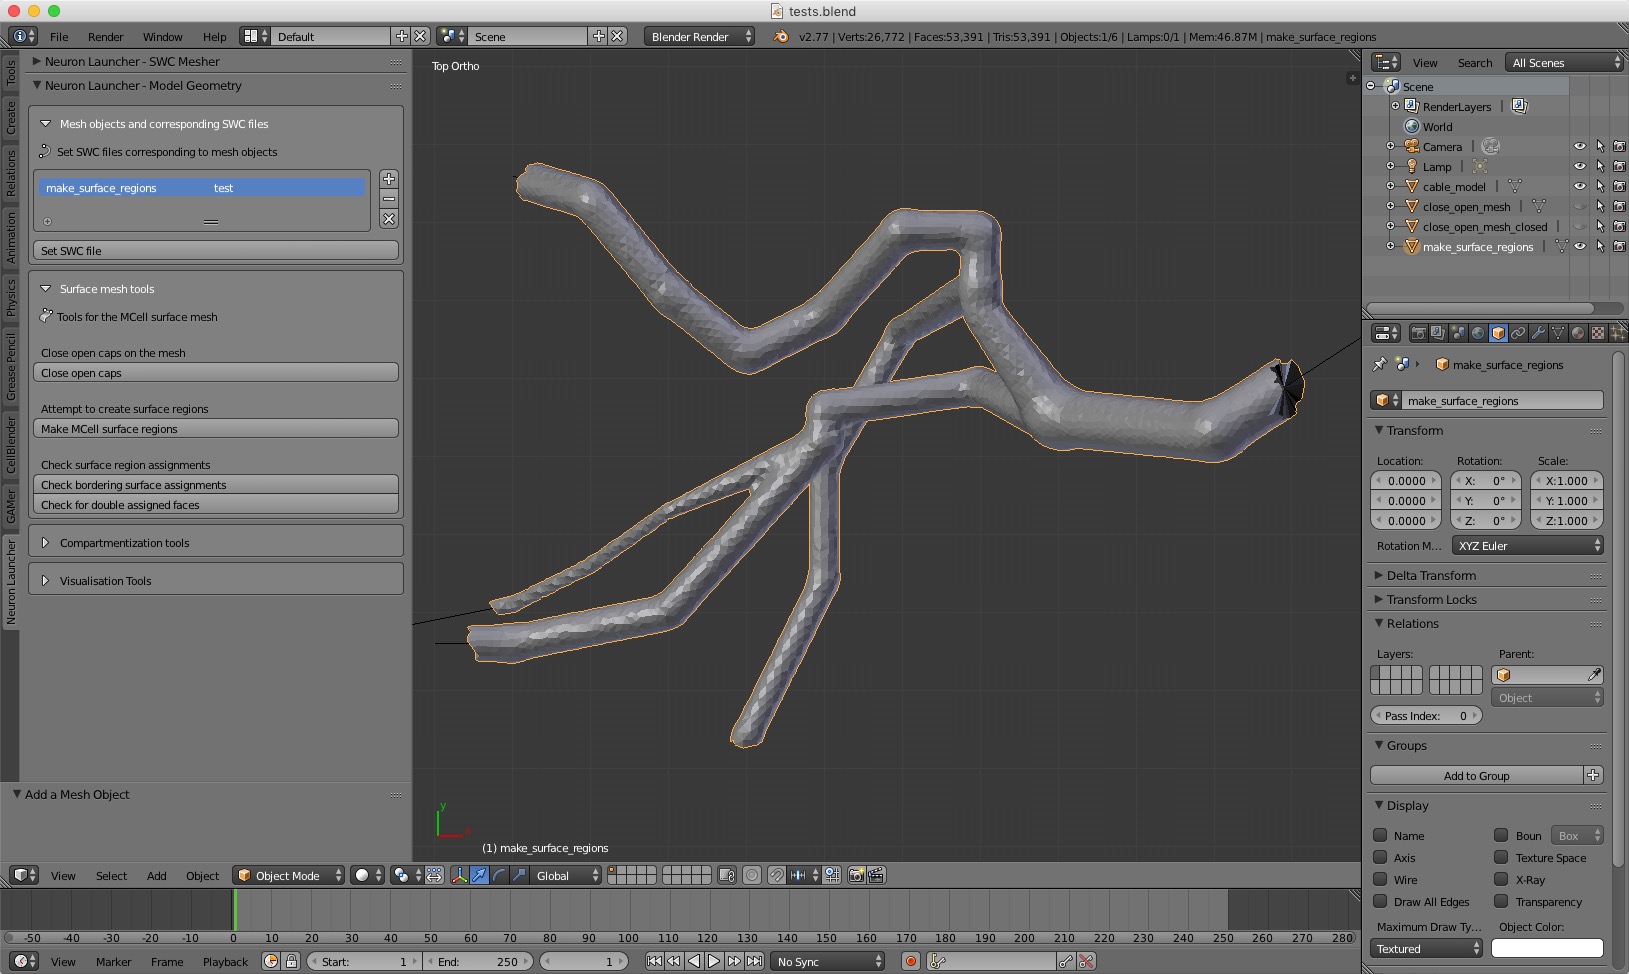 tests.blend
File Render Window Help Default Scene Blender Render v2.77 | Verts:26,772 | Faces:53,391 | Tris:53,391 | Objects:1/6 | Lamps:0/1 | Mem:46.87M | make_surface_regions
Tools
Create
Relations
Animation
Physics
Grease Pencil
CellBlender
GAMer
Neuron Launcher
Neuron Launcher - SWC Mesher
Neuron Launcher - Model Geometry
Mesh objects and corresponding SWC files
Set SWC files corresponding to mesh objects
make_surface_regions test
Set SWC file
Surface mesh tools
Tools for the MCell surface mesh
Close open caps on the mesh
Close open caps
Attempt to create surface regions
Make MCell surface regions
Check surface region assignments
Check bordering surface assignments
Check for double assigned faces
Compartmentization tools
Visualisation Tools
Add a Mesh Object
Top Ortho
y
x
(1) make_surface_regions
View Select Add Object Object Mode Global
-50 -40 -30 -20 -10 0 10 20 30 40 50 60 70 80 90 100 110 120 130 140 150 160 170 180 190 200 210 220 230 240 250 260 270 280
View Marker Frame Playback Start: 1 End: 250 1 No Sync
View Search All Scenes
Scene
RenderLayers
World
Camera
Lamp
cable_model
close_open_mesh
close_open_mesh_closed
make_surface_regions
make_surface_regions
make_surface_regions
Transform
Location: Rotation: Scale:
0.0000 X: 0° X:1.000
0.0000 Y: 0° Y: 1.000
0.0000 Z: 0° Z:1.000
Rotation M... XYZ Euler
Delta Transform
Transform Locks
Relations
Layers: Parent:
Object
Pass Index: 0
Groups
Add to Group
Display
Name Boun Box
Axis Texture Space
Wire X-Ray
Draw All Edges Transparency
Maximum Draw Ty... Object Color:
Textured